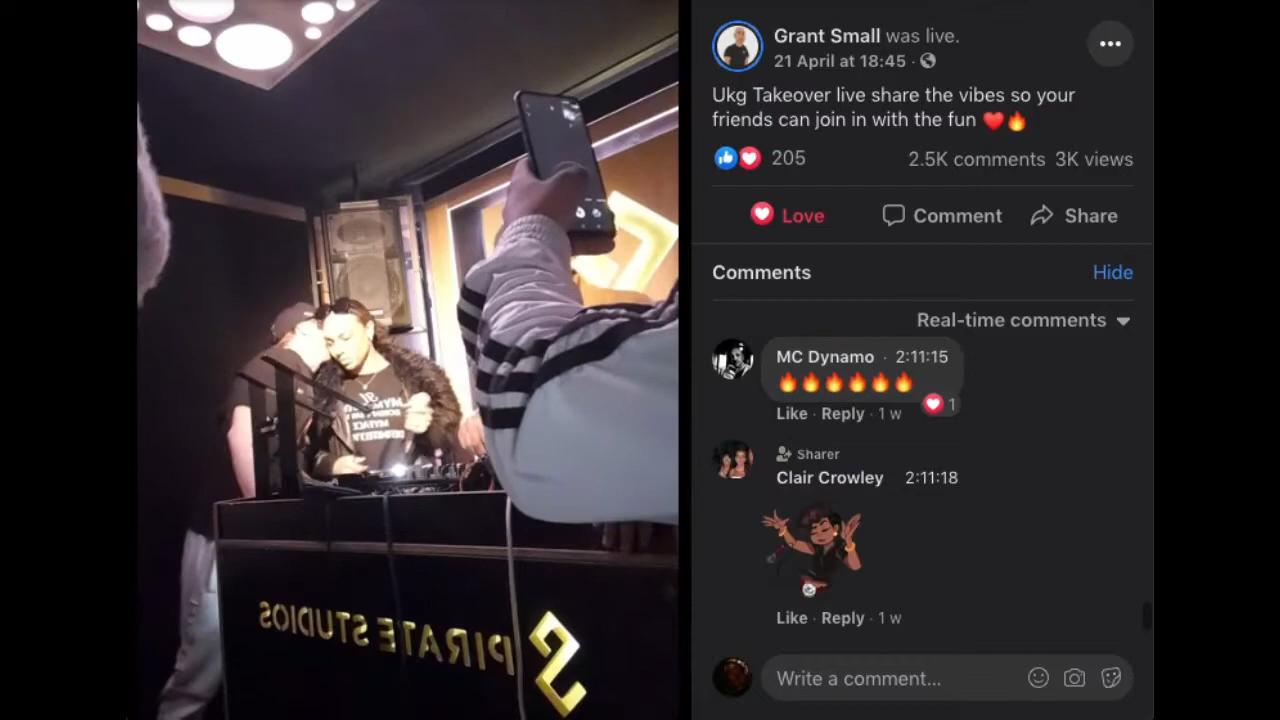 Grant Small was live.
21 April at 18:45 ·
Ukg Takeover live share the vibes so your
friends can join in with the fun ❤️🔥
205 2.5K comments 3K views
Love Comment Share
Comments Hide
Real-time comments
MC Dynamo · 2:11:15
🔥🔥🔥🔥🔥🔥
1
Like · Reply · 1 w
Sharer
Clair Crowley 2:11:18
Like · Reply · 1 w
Write a comment...
PIRATE STUDIOS